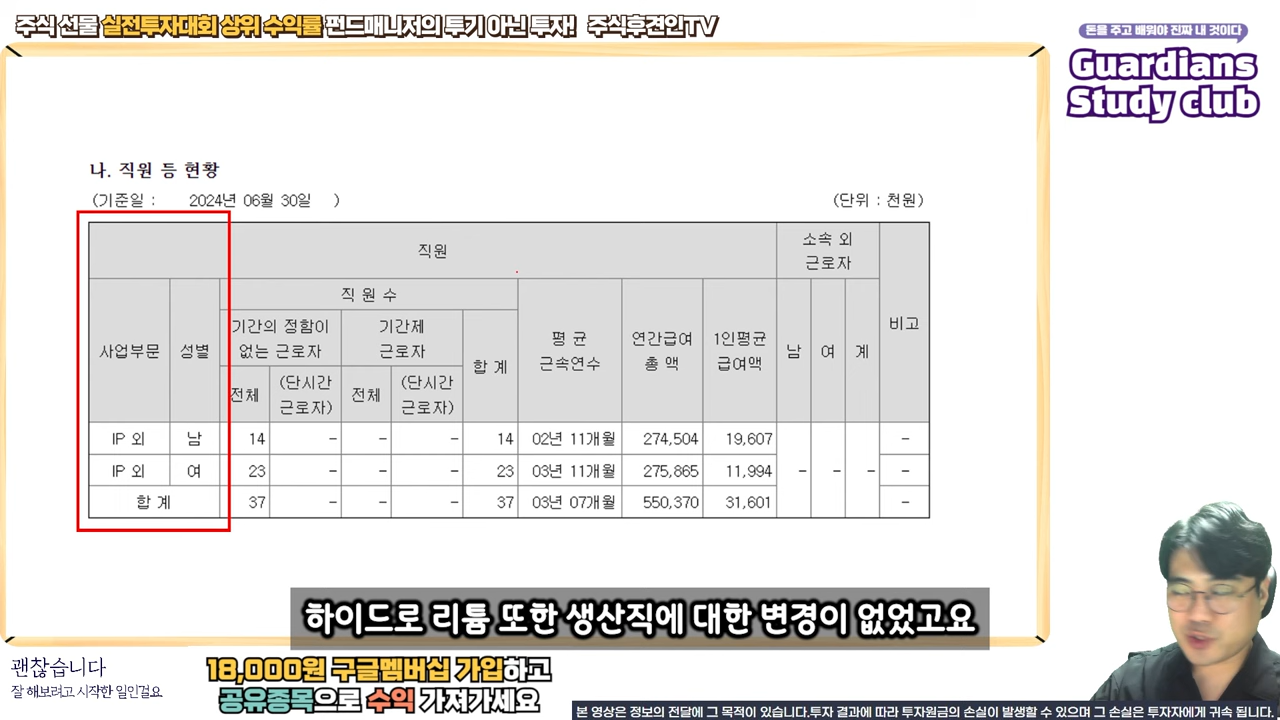 주식 선물 실전투자대회 상위 수익률 펀드매니저의 투기 아닌 투자! 주식후견인TV
돈을 주고 배워야 진짜 내 것이다
Guardians
Study club
나. 직원 등 현황
(기준일 : 2024년 06월 30일 )
(단위 : 천원)
직원
소속 외
근로자
비고
사업부문
성별
직 원 수
평 균
근속연수
연간급여
총 액
1인평균
급여액
남
여
계
기간의 정함이
없는 근로자
기간제
근로자
합 계
전체
(단시간
근로자)
전체
(단시간
근로자)
IP 외 남 14 - - - 14 02년 11개월 274,504 19,607 - - - -
IP 외 여 23 - - - 23 03년 11개월 275,865 11,994 -
합 계 37 - - - 37 03년 07개월 550,370 31,601 -
하이드로 리튬 또한 생산직에 대한 변경이 없었고요
괜찮습니다
잘 해보려고 시작한 일인걸요
18,000원 구글멤버십 가입하고
공유종목으로 수익 가져가세요
본 영상은 정보의 전달에 그 목적이 있습니다.투자 결과에 따라 투자원금의 손실이 발생할 수 있으며 그 손실은 투자자에게 귀속 됩니다.